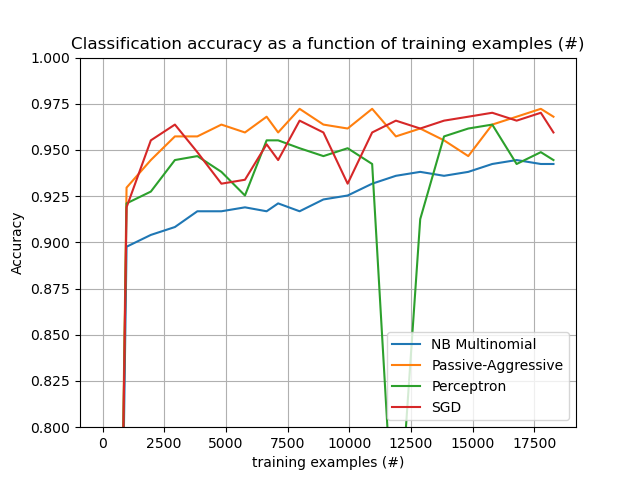 Classification accuracy as a function of training examples (#)
1.000
0.975
0.950
0.925
0.900
0.875
0.850
0.825
0.800
Accuracy
NB Multinomial
Passive-Aggressive
Perceptron
SGD
0 2500 5000 7500 10000 12500 15000 17500
training examples (#)